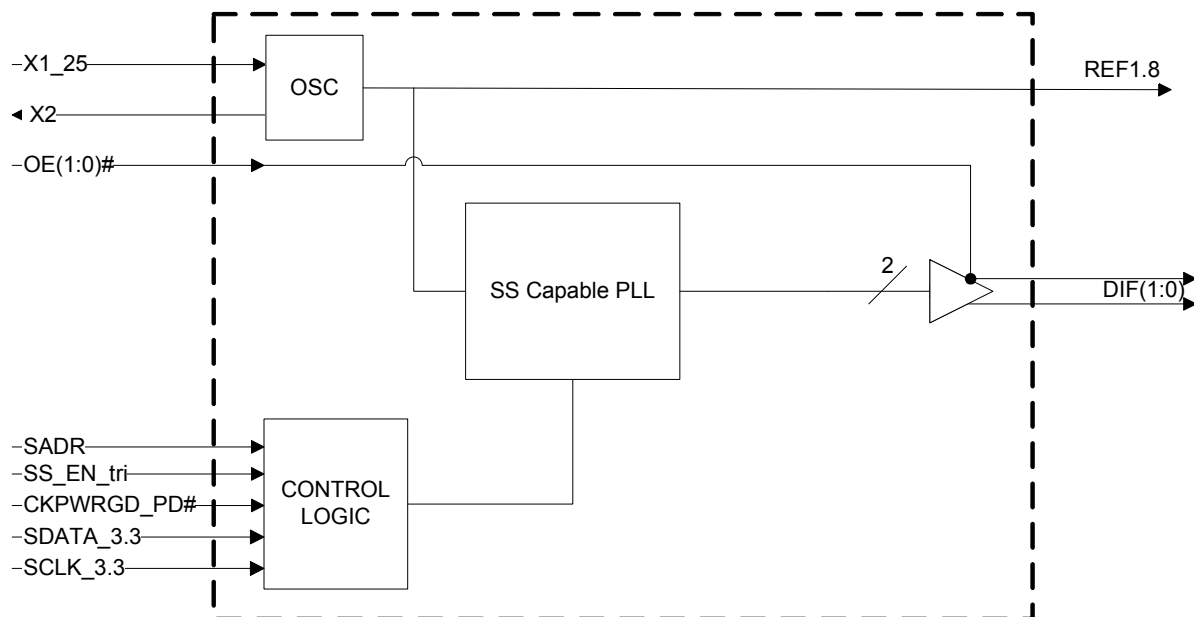 X1_25
OSC
REF1.8
X2
OE(1:0)#
2
SS Capable PLL
DIF(1:0)
SADR
SS_EN_tri
CKPWRGD_PD#
CONTROL
LOGIC
SDATA_3.3
SCLK_3.3